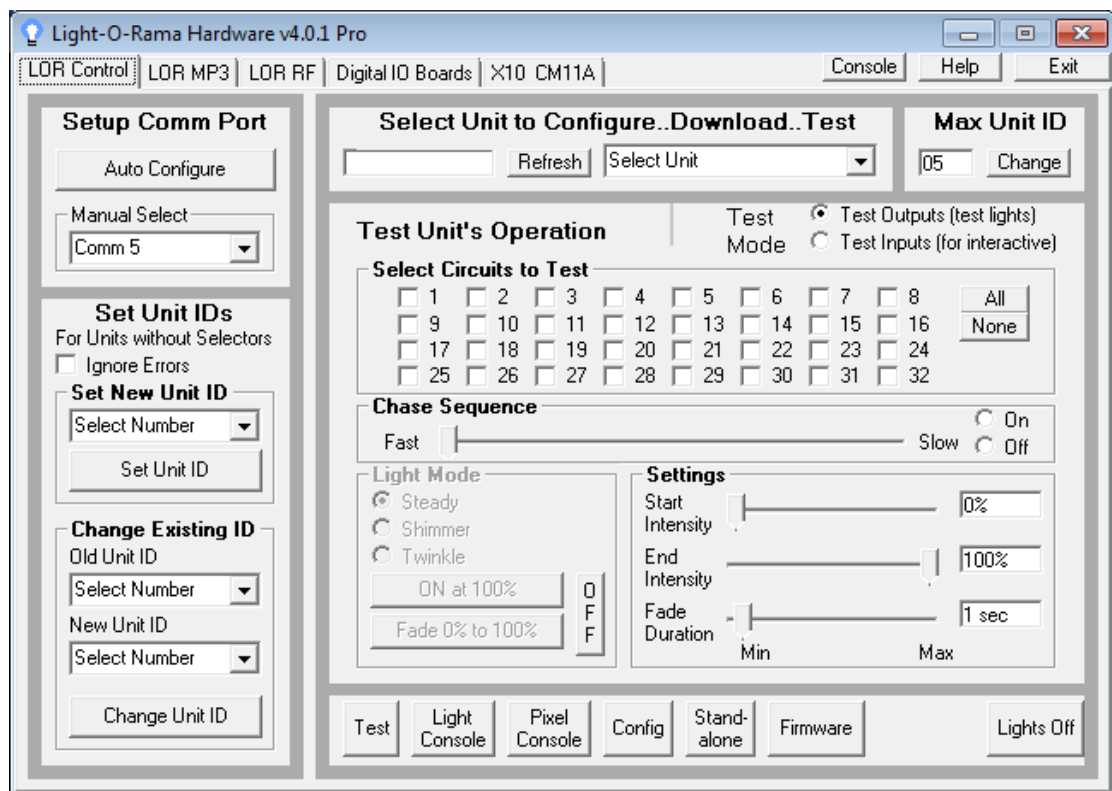 Light-O-Rama Hardware v4.0.1 Pro
LOR Control LOR MP3 LOR RF Digital IO Boards X10 CM11A Console Help Exit
Setup Comm Port
Auto Configure
Manual Select
Comm 5
Set Unit IDs
For Units without Selectors
Ignore Errors
Set New Unit ID
Select Number
Set Unit ID
Change Existing ID
Old Unit ID
Select Number
New Unit ID
Select Number
Change Unit ID
Select Unit to Configure..Download..Test
Refresh Select Unit
Max Unit ID
05 Change
Test Unit's Operation
Test Mode
Test Outputs (test lights)
Test Inputs (for interactive)
Select Circuits to Test
1 2 3 4 5 6 7 8 All
9 10 11 12 13 14 15 16 None
17 18 19 20 21 22 23 24
25 26 27 28 29 30 31 32
Chase Sequence
Fast Slow
On
Off
Light Mode
Steady
Shimmer
Twinkle
ON at 100%
Fade 0% to 100%
OFF
Settings
Start
Intensity
0%
End
Intensity
100%
Fade
Duration
1 sec
Min Max
Test
Light
Console
Pixel
Console
Config
Stand-
alone
Firmware
Lights Off